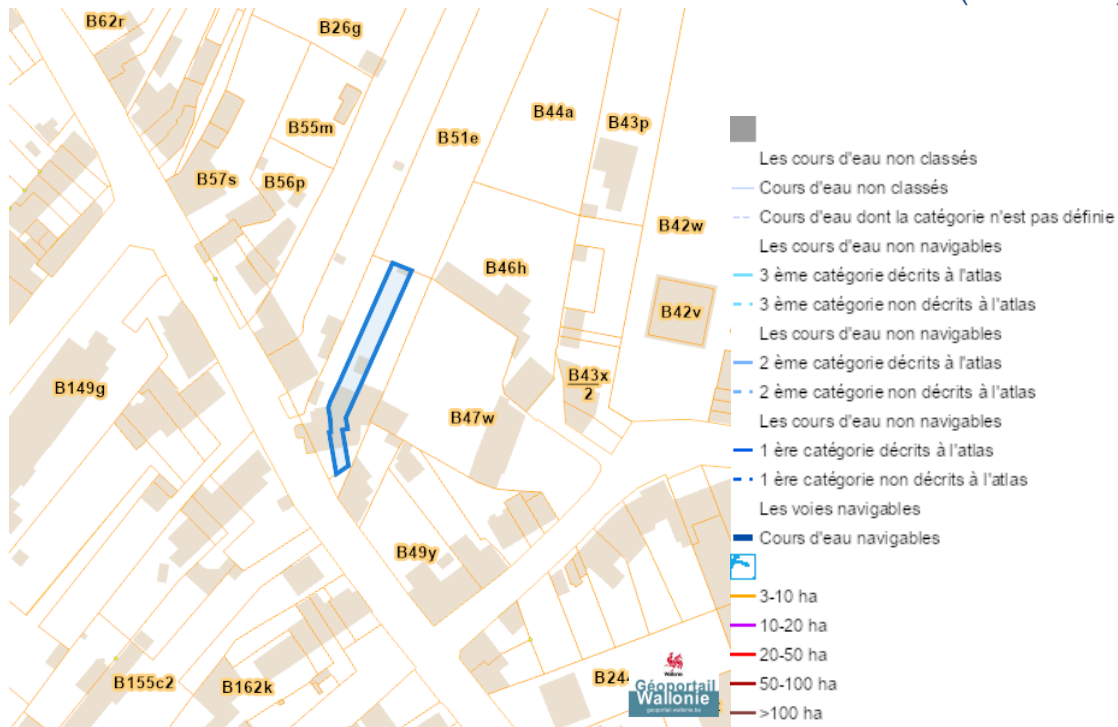 B62r
B26g
B44a
B43p
B55m
B51e
B57s
B56p
B42w
B46h
B42v
B43x
2
B149g
B47w
B49y
B155c2
B162k
B24
Wallonie
Géoportail
Wallonie
geoportail.wallonie.be
Les cours d'eau non classés
Cours d'eau non classés
Cours d'eau dont la catégorie n'est pas définie
Les cours d'eau non navigables
3 ème catégorie décrits à l'atlas
3 ème catégorie non décrits à l'atlas
Les cours d'eau non navigables
2 ème catégorie décrits à l'atlas
2 ème catégorie non décrits à l'atlas
Les cours d'eau non navigables
1 ère catégorie décrits à l'atlas
1 ère catégorie non décrits à l'atlas
Les voies navigables
Cours d'eau navigables
3-10 ha
10-20 ha
20-50 ha
50-100 ha
>100 ha